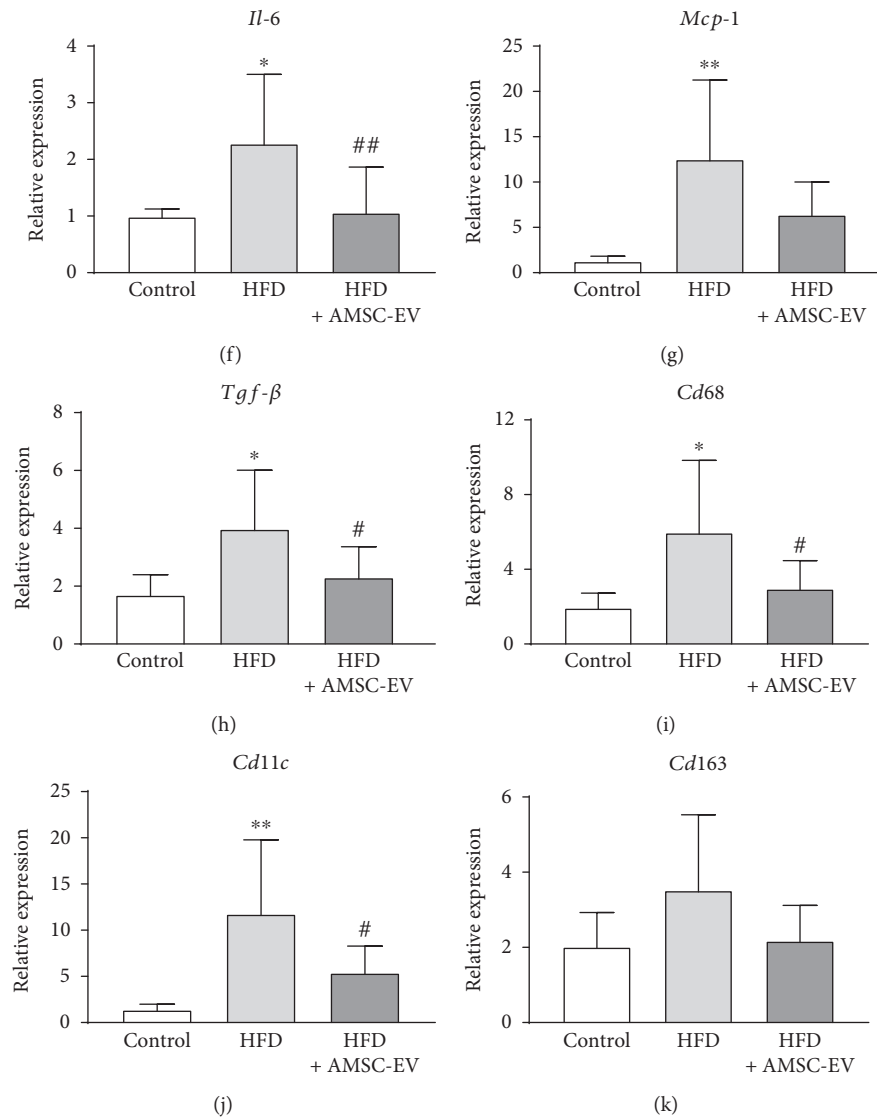 Il-6
Relative expression
4
3
2
1
0
*
##
Control
HFD
HFD
+ AMSC-EV
(f)
Mcp-1
Relative expression
25
20
15
10
5
0
**
Control
HFD
HFD
+ AMSC-EV
(g)
Tgf-β
Relative expression
8
6
4
2
0
*
#
Control
HFD
HFD
+ AMSC-EV
(h)
Cd68
Relative expression
12
8
4
0
*
#
Control
HFD
HFD
+ AMSC-EV
(i)
Cd11c
Relative expression
25
20
15
10
5
0
**
#
Control
HFD
HFD
+ AMSC-EV
(j)
Cd163
Relative expression
6
4
2
0
Control
HFD
HFD
+ AMSC-EV
(k)